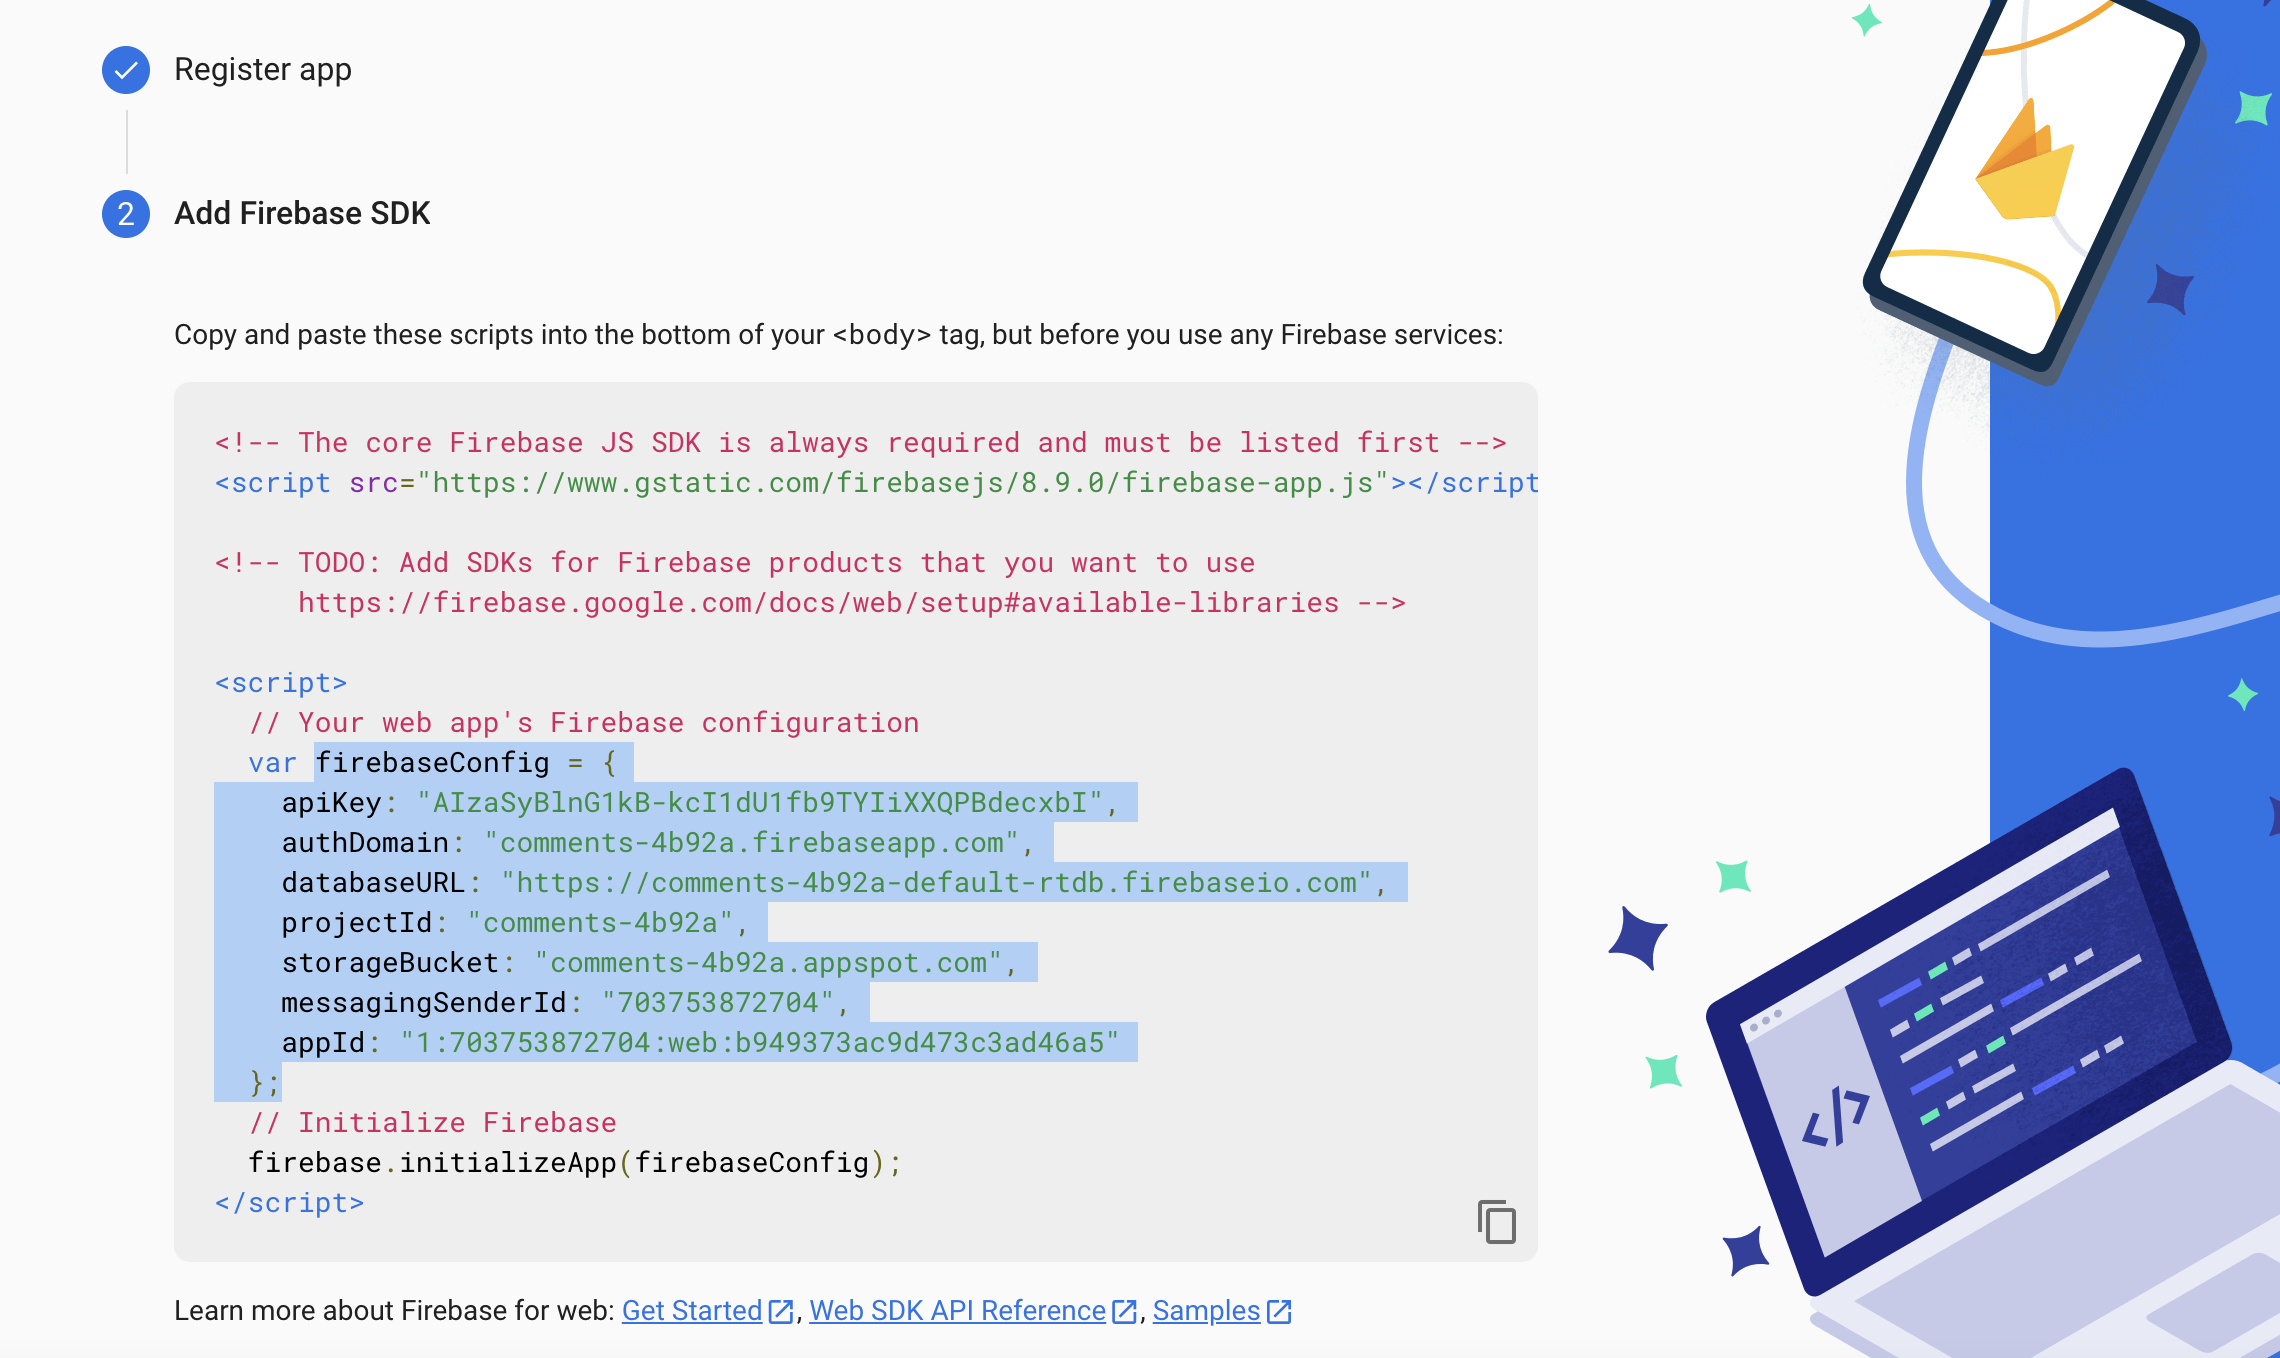 Register app
2 Add Firebase SDK
Copy and paste these scripts into the bottom of your <body> tag, but before you use any Firebase services:
<!-- The core Firebase JS SDK is always required and must be listed first -->
<script src="https://www.gstatic.com/firebasejs/8.9.0/firebase-app.js"></script
<!-- TODO: Add SDKs for Firebase products that you want to use
https://firebase.google.com/docs/web/setup#available-libraries -->
<script>
// Your web app's Firebase configuration
var firebaseConfig = {
apiKey: "AIzaSyBlnG1kB-kcI1dU1fb9TYIiXXQPBdecxbI",
authDomain: "comments-4b92a.firebaseapp.com",
databaseURL: "https://comments-4b92a-default-rtdb.firebaseio.com",
projectId: "comments-4b92a",
storageBucket: "comments-4b92a.appspot.com",
messagingSenderId: "703753872704",
appId: "1:703753872704:web:b949373ac9d473c3ad46a5"
};
// Initialize Firebase
firebase.initializeApp(firebaseConfig);
</script>
Learn more about Firebase for web: Get Started, Web SDK API Reference, Samples
</>